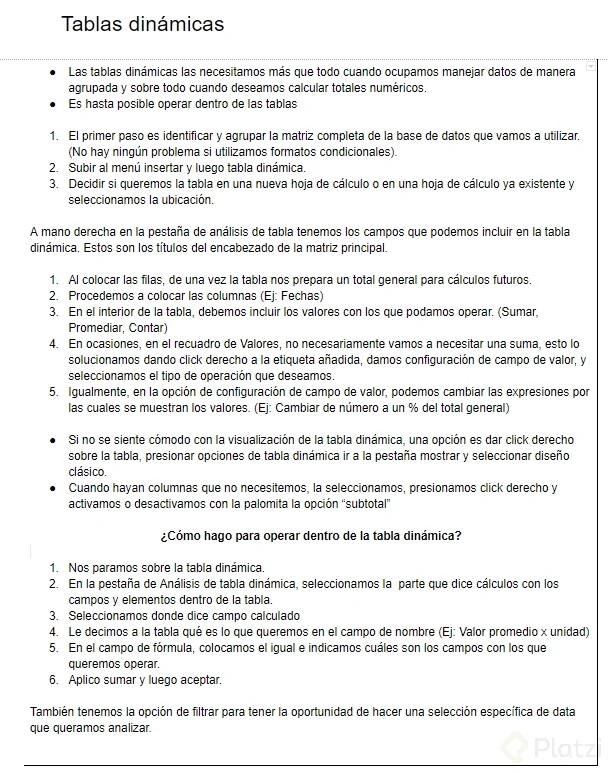 Tablas dinámicas
● Las tablas dinámicas las necesitamos más que todo cuando ocupamos manejar datos de manera
agrupada y sobre todo cuando deseamos calcular totales numéricos.
● Es hasta posible operar dentro de las tablas
1. El primer paso es identificar y agrupar la matriz completa de la base de datos que vamos a utilizar.
(No hay ningún problema si utilizamos formatos condicionales).
2. Subir al menú insertar y luego tabla dinámica.
3. Decidir si queremos la tabla en una nueva hoja de cálculo o en una hoja de cálculo ya existente y
seleccionamos la ubicación.
A mano derecha en la pestaña de análisis de tabla tenemos los campos que podemos incluir en la tabla
dinámica. Estos son los títulos del encabezado de la matriz principal.
1. Al colocar las filas, de una vez la tabla nos prepara un total general para cálculos futuros.
2. Procedemos a colocar las columnas (Ej: Fechas)
3. En el interior de la tabla, debemos incluir los valores con los que podamos operar. (Sumar,
Promediar, Contar)
4. En ocasiones, en el recuadro de Valores, no necesariamente vamos a necesitar una suma, esto lo
solucionamos dando click derecho a la etiqueta añadida, damos configuración de campo de valor, y
seleccionamos el tipo de operación que deseamos.
5. Igualmente, en la opción de configuración de campo de valor, podemos cambiar las expresiones por
las cuales se muestran los valores. (Ej: Cambiar de número a un % del total general)
● Si no se siente cómodo con la visualización de la tabla dinámica, una opción es dar click derecho
sobre la tabla, presionar opciones de tabla dinámica ir a la pestaña mostrar y seleccionar diseño
clásico.
● Cuando hayan columnas que no necesitemos, la seleccionamos, presionamos click derecho y
activamos o desactivamos con la palomita la opción “subtotal”
¿Cómo hago para operar dentro de la tabla dinámica?
1. Nos paramos sobre la tabla dinámica.
2. En la pestaña de Análisis de tabla dinámica, seleccionamos la parte que dice cálculos con los
campos y elementos dentro de la tabla.
3. Seleccionamos donde dice campo calculado
4. Le decimos a la tabla qué es lo que queremos en el campo de nombre (Ej: Valor promedio x unidad)
5. En el campo de fórmula, colocamos el igual e indicamos cuáles son los campos con los que
queremos operar.
6. Aplico sumar y luego aceptar.
También tenemos la opción de filtrar para tener la oportunidad de hacer una selección específica de data
que queramos analizar.
Platzi